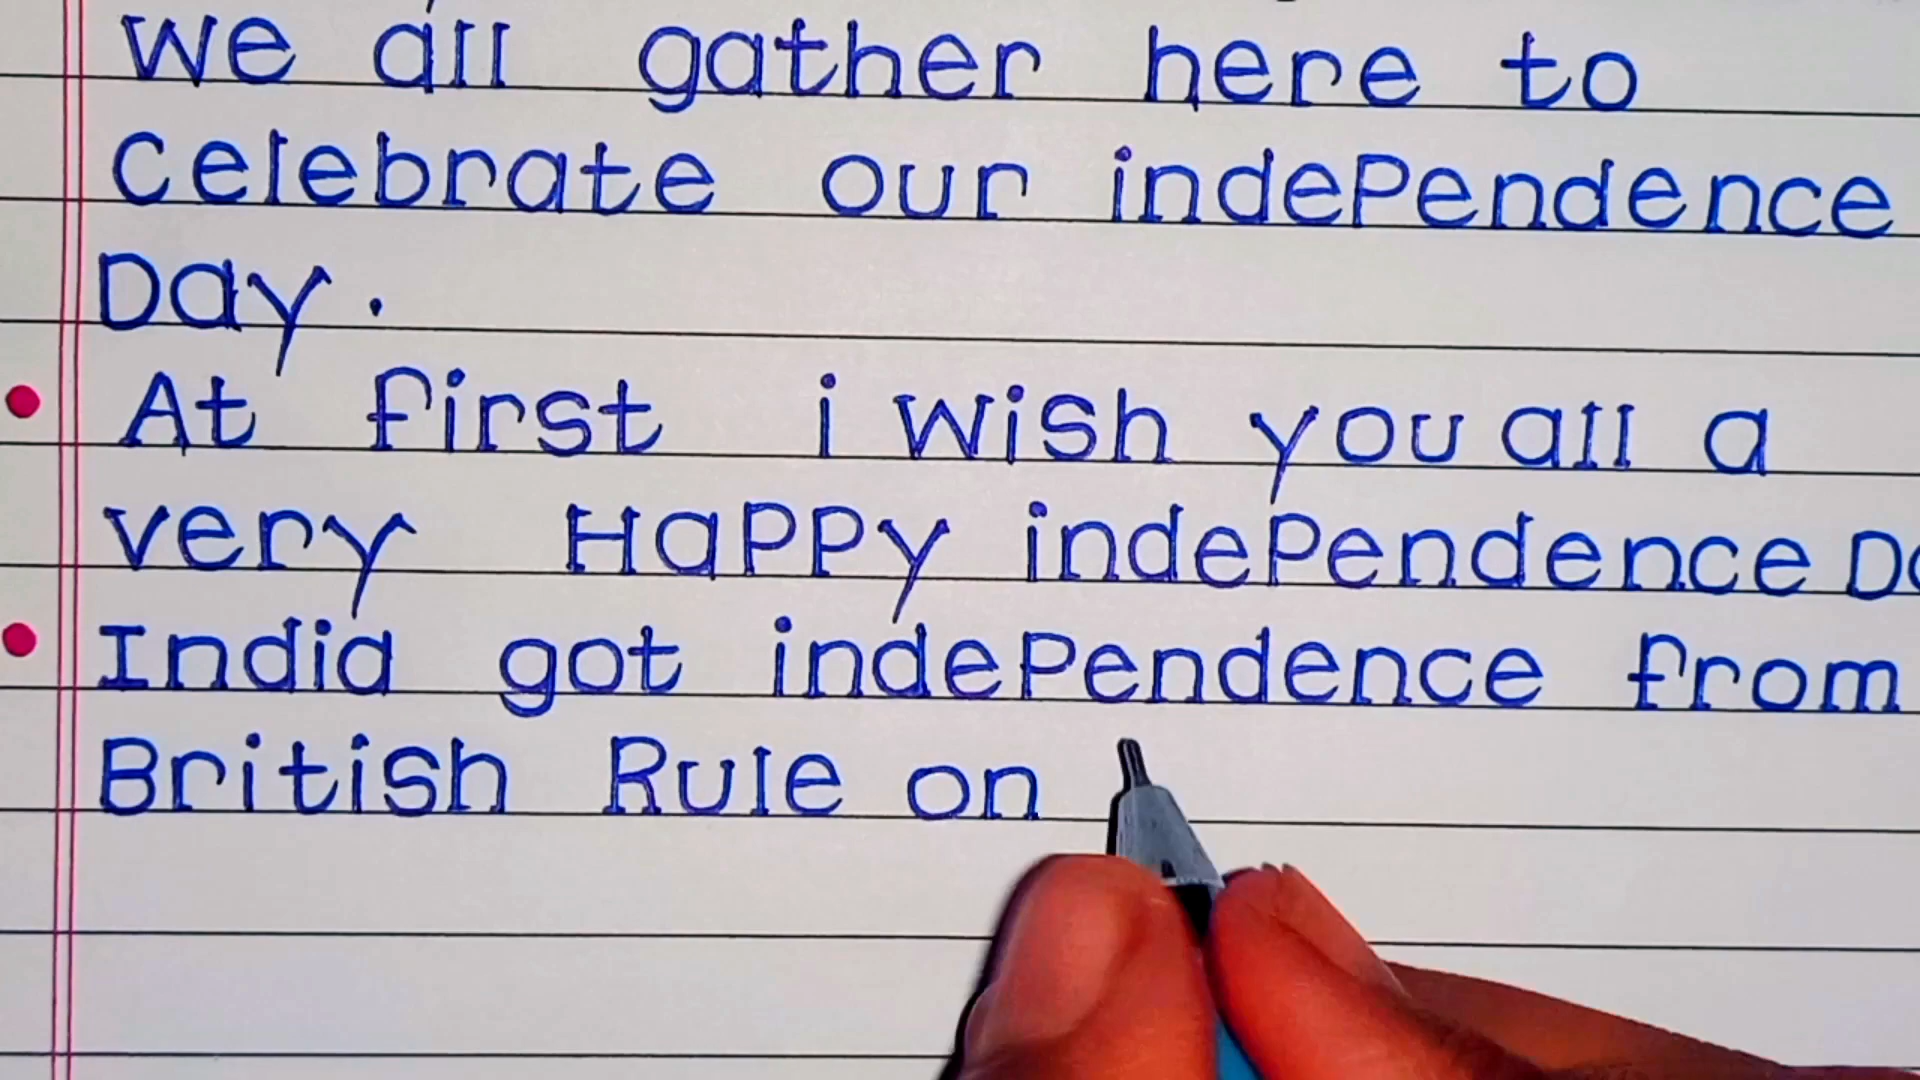 we all gather here to
celebrate our indePendence
Day.
At first i wish you all a
very HaPPy indePendence
India got indePendence from
British Rule on